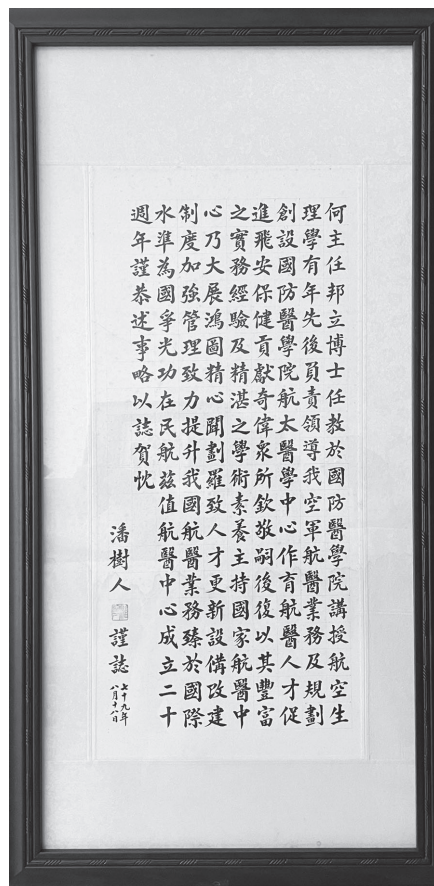 何主任邦立博士任教於國防醫學院講授航空生
理學有年先後負責領導我空軍航醫業務及規劃
創設國防醫學院航太醫學中心作育航醫人才促
進飛安保健貢獻奇偉眾所欽敬嗣後復以其豐富
之實務經驗及精湛之學術素養主持國家航醫中
心乃大展鴻圖精心闢劃羅致人才更新設備改建
制度加強管理致力提升我國航醫業務臻於國際
水準為國爭光功在民航茲值航醫中心成立二十
週年謹恭述事略以誌賀忱
潘樹人 謹誌
七十九年
八月十八日